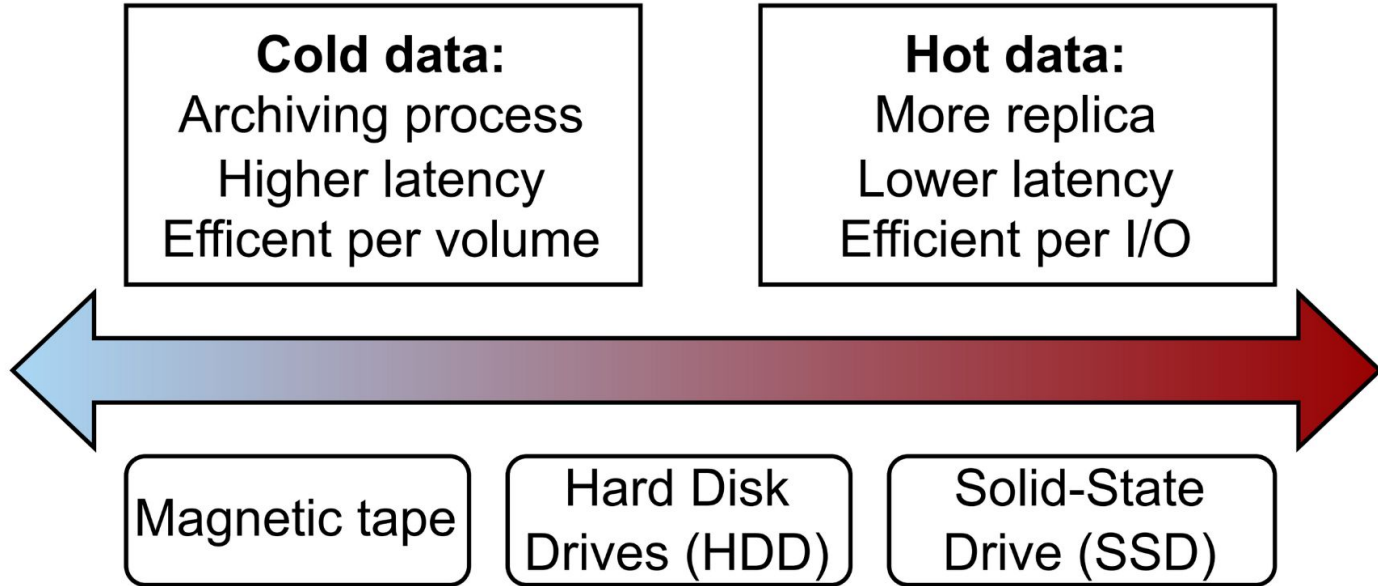 Cold data:
Archiving process
Higher latency
Efficent per volume
Hot data:
More replica
Lower latency
Efficient per I/O
Magnetic tape
Hard Disk
Drives (HDD)
Solid-State
Drive (SSD)